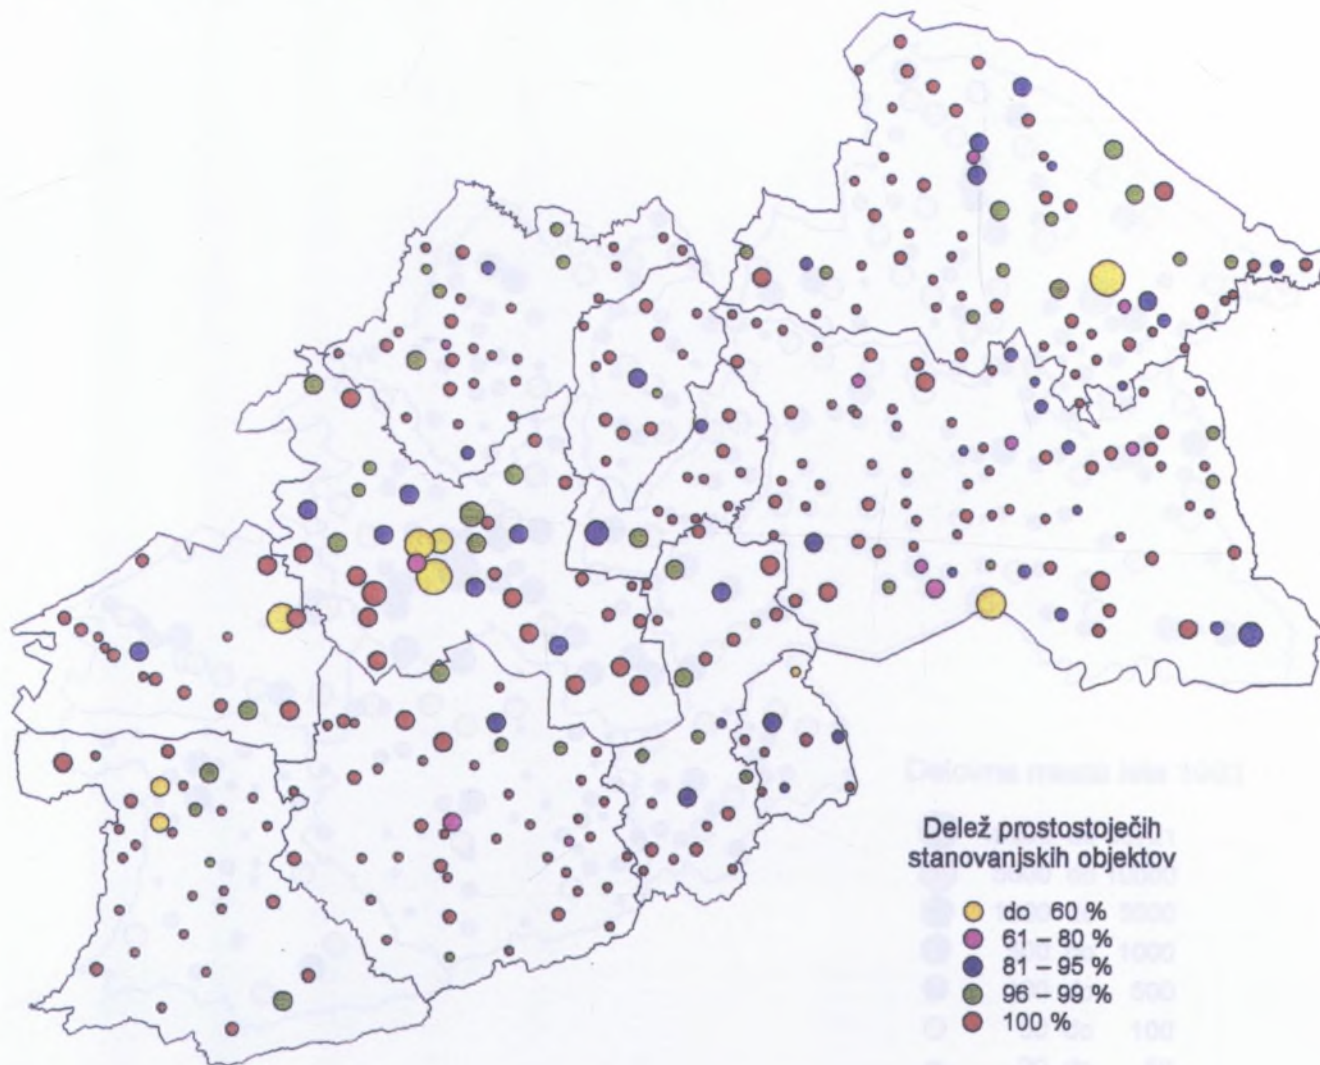 Delež prostostoječih
stanovanjskih objektov
do 60 %
61 – 80 %
81 – 95 %
96 – 99 %
100 %